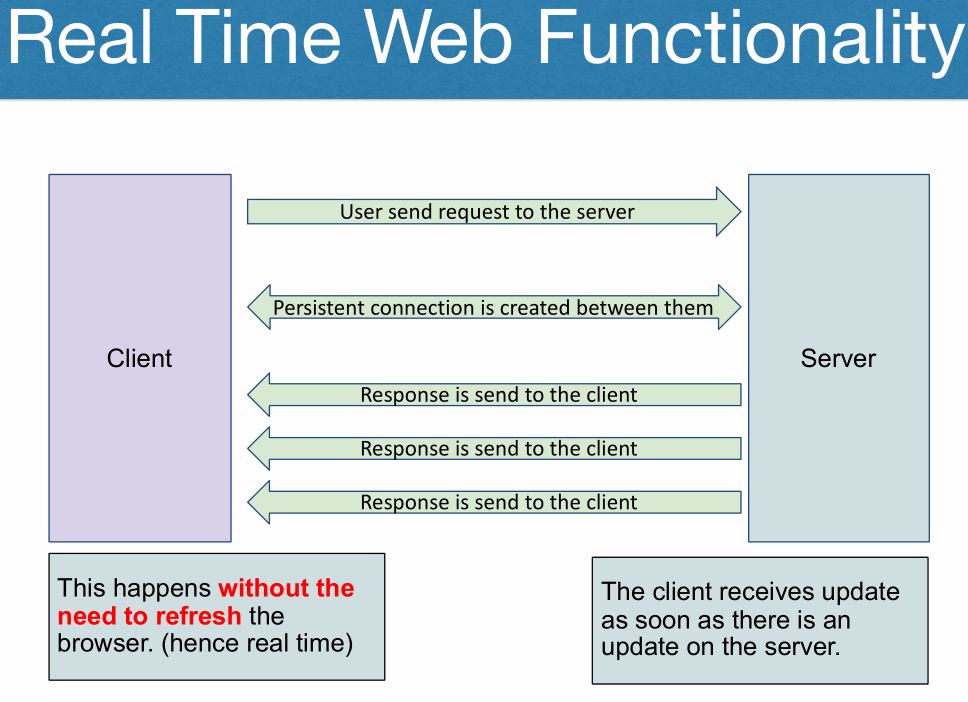 Real Time Web Functionality
User send request to the server
Persistent connection is created between them
Client
Server
Response is send to the client
Response is send to the client
Response is send to the client
This happens without the
need to refresh the
browser. (hence real time)
The client receives update
as soon as there is an
update on the server.